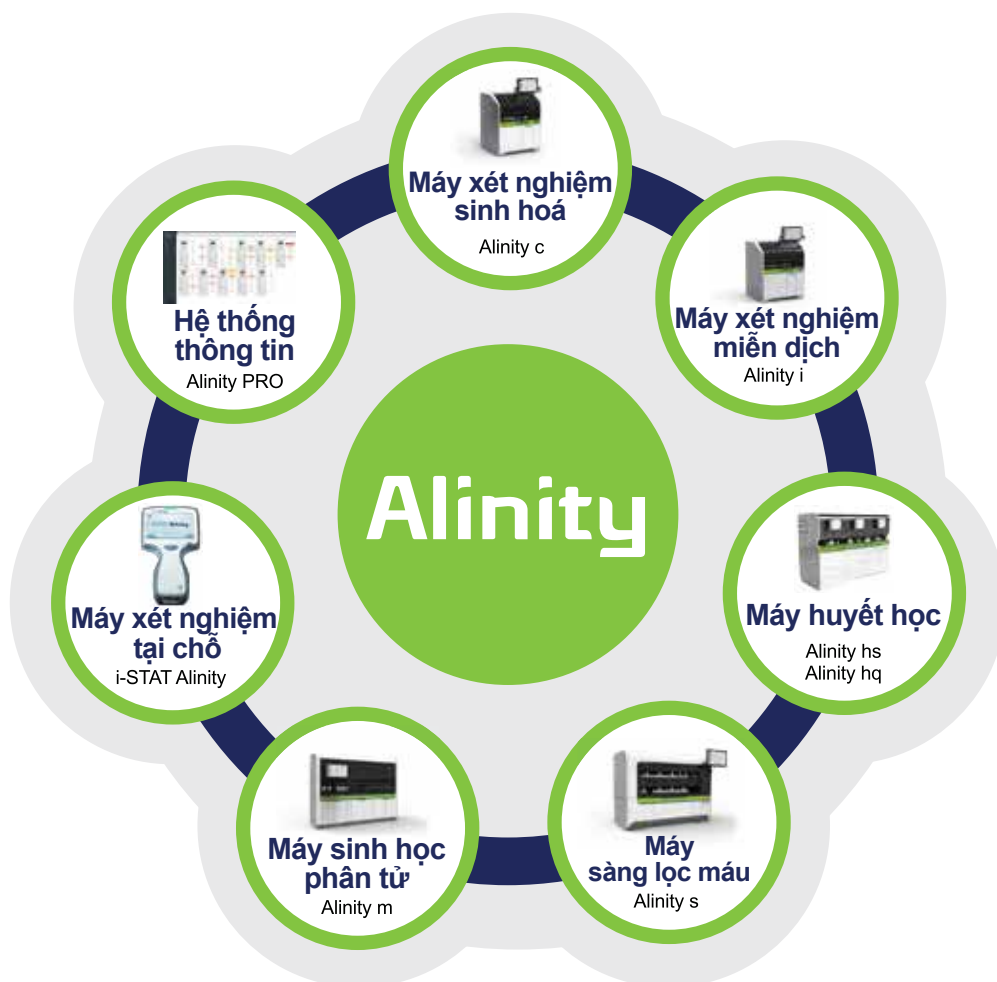 Máy xét nghiệm
sinh hoá
Alinity c
Máy xét nghiệm
miễn dịch
Alinity i
Máy huyết học
Alinity hs
Alinity hq
Máy
sàng lọc máu
Alinity s
Máy sinh học
phân tử
Alinity m
Máy xét nghiệm
tại chỗ
i-STAT Alinity
Hệ thống
thông tin
Alinity PRO
Alinity